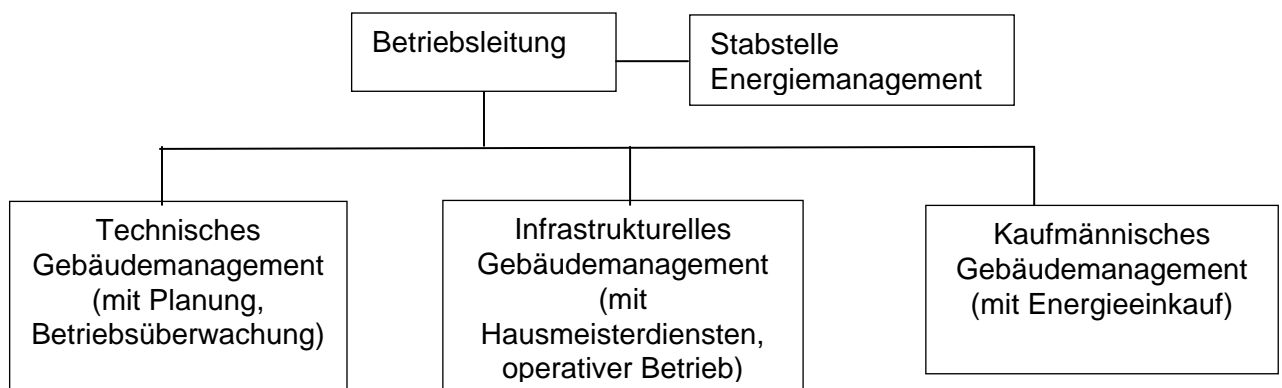 Betriebsleitung
Stabstelle
Energiemanagement
Technisches
Gebäudemanagement
(mit Planung,
Betriebsüberwachung)
Infrastrukturelles
Gebäudemanagement
(mit
Hausmeisterdiensten,
operativer Betrieb)
Kaufmännisches
Gebäudemanagement
(mit Energieeinkauf)